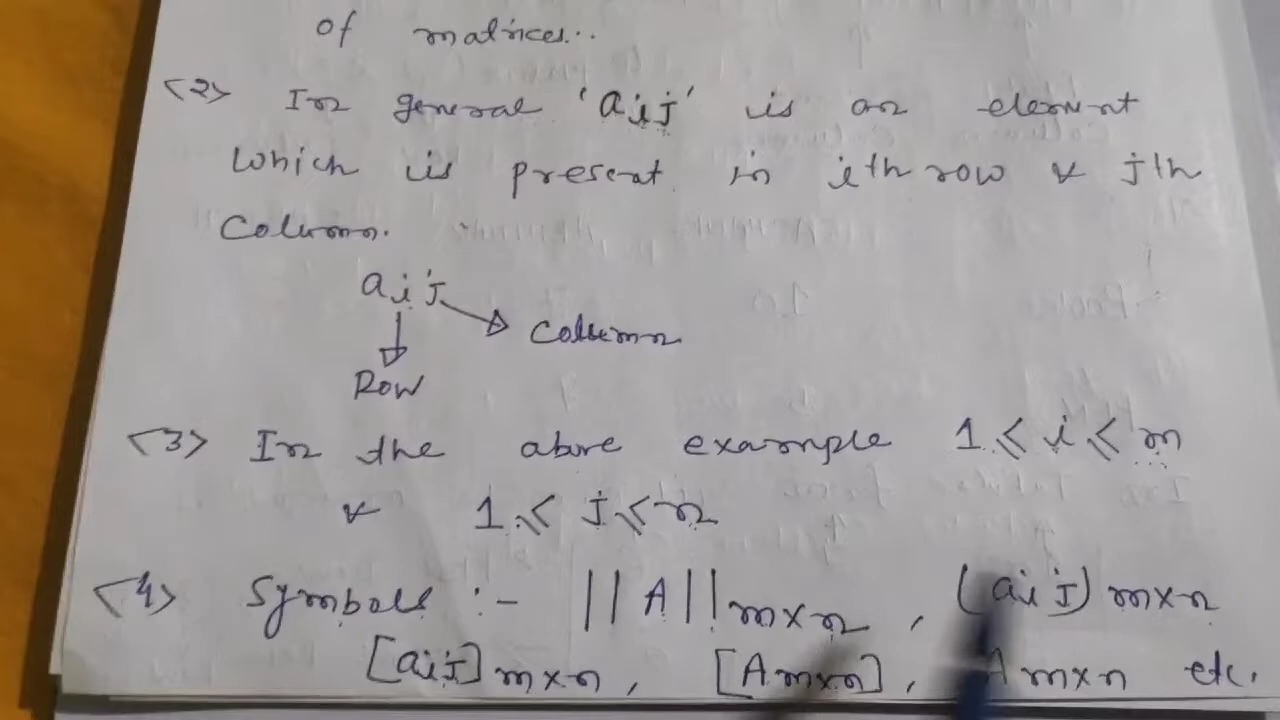 of matrices...
<2> In general 'aij' is an element
which is present in ith row & jth
Column.
aij
Column
Row
<3> In the above example 1 ≤ i ≤ m
& 1 ≤ j ≤ n
<4> Symbols :- ||A||m×n , (aij)m×n
[aij]m×n , [Am×n] , Am×n etc.